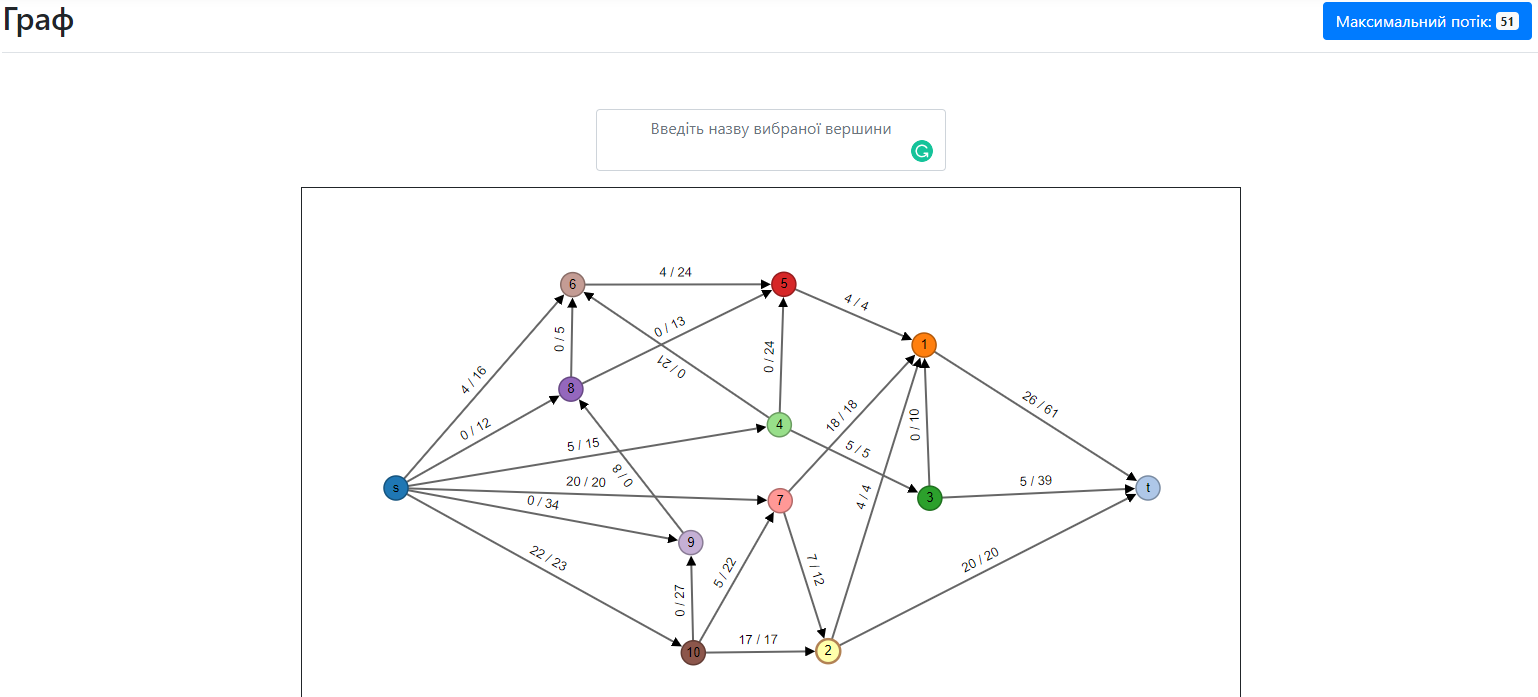 Граф
Максимальний потік: 51
Введіть назву вибраної вершини
4 / 24
6
5
4 / 4
0 / 13
0 / 5
1
0 / 24
0 / 21
4 / 16
8
26 / 61
18 / 18
0 / 10
0 / 12
4
5 / 15
5 / 5
8 / 0
20 / 20
5 / 39
s
t
0 / 34
7
3
4 / 4
9
22 / 23
7 / 12
20 / 20
5 / 22
0 / 27
17 / 17
10
2